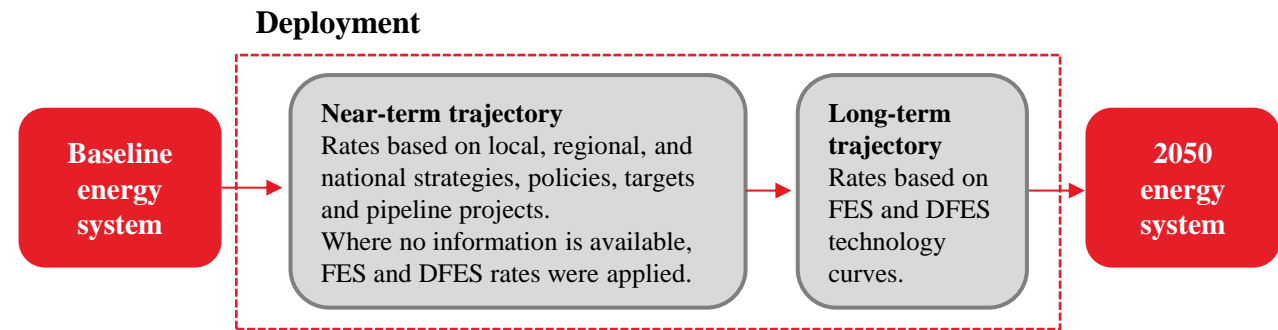 Deployment
Baseline
energy
system
Near-term trajectory
Rates based on local, regional, and
national strategies, policies, targets
and pipeline projects.
Where no information is available,
FES and DFES rates were applied.
Long-term
trajectory
Rates based on
FES and DFES
technology
curves.
2050
energy
system